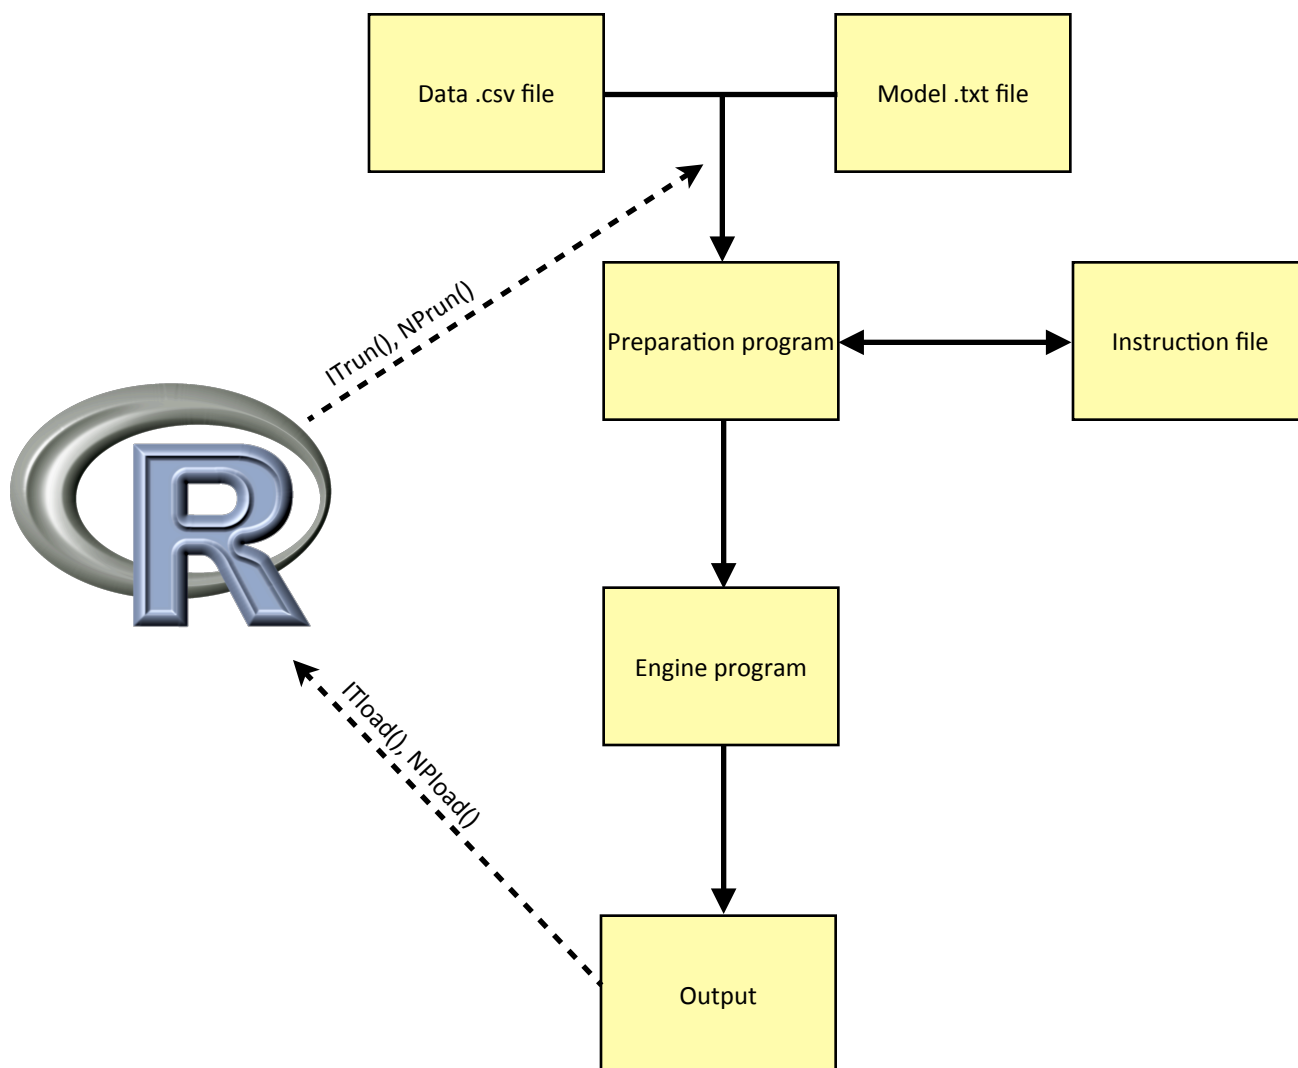 Data .csv file
Model .txt file
ITrun(), NPrun()
Preparation program
Instruction file
R
Engine program
ITload(), NPload()
Output